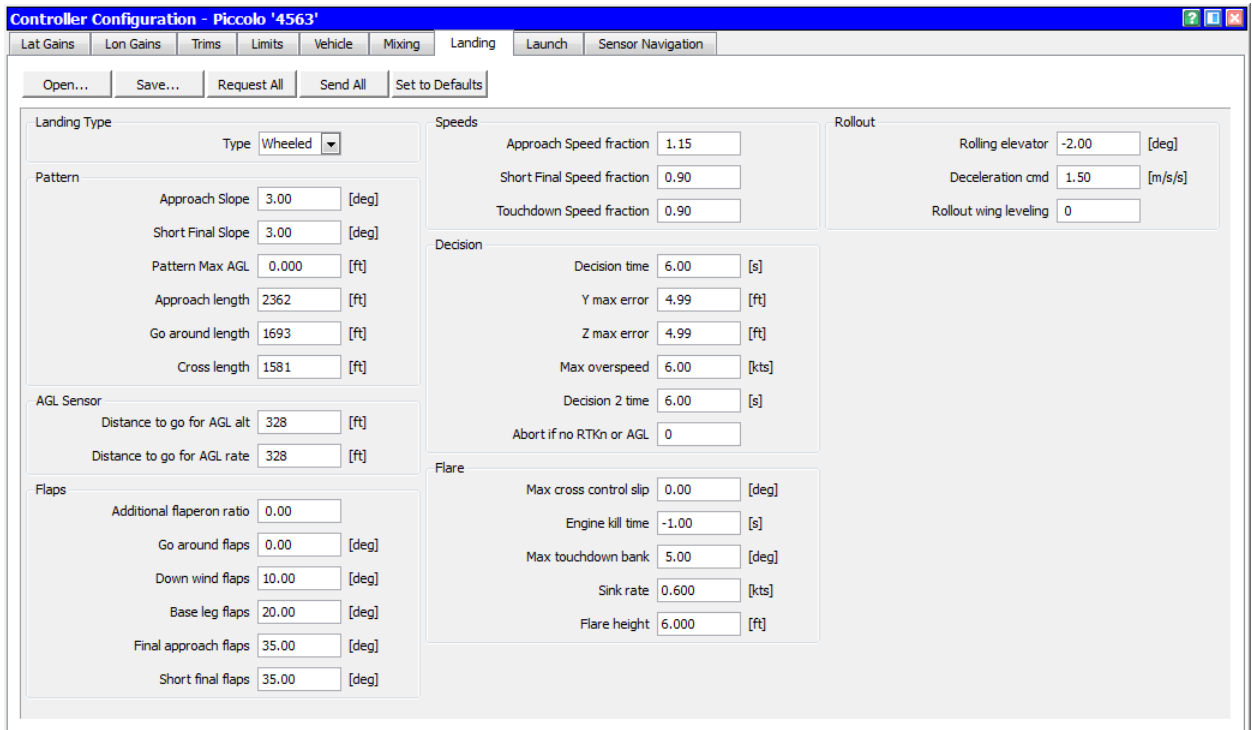 Controller Configuration - Piccolo '4563'
Lat Gains Lon Gains Trims Limits Vehicle Mixing Landing Launch Sensor Navigation
Open... Save... Request All Send All Set to Defaults
Landing Type
Type Wheeled
Pattern
Approach Slope 3.00 [deg]
Short Final Slope 3.00 [deg]
Pattern Max AGL 0.000 [ft]
Approach length 2362 [ft]
Go around length 1693 [ft]
Cross length 1581 [ft]
AGL Sensor
Distance to go for AGL alt 328 [ft]
Distance to go for AGL rate 328 [ft]
Flaps
Additional flaperon ratio 0.00
Go around flaps 0.00 [deg]
Down wind flaps 10.00 [deg]
Base leg flaps 20.00 [deg]
Final approach flaps 35.00 [deg]
Short final flaps 35.00 [deg]
Speeds
Approach Speed fraction 1.15
Short Final Speed fraction 0.90
Touchdown Speed fraction 0.90
Decision
Decision time 6.00 [s]
Y max error 4.99 [ft]
Z max error 4.99 [ft]
Max overspeed 6.00 [kts]
Decision 2 time 6.00 [s]
Abort if no RTKn or AGL 0
Flare
Max cross control slip 0.00 [deg]
Engine kill time -1.00 [s]
Max touchdown bank 5.00 [deg]
Sink rate 0.600 [kts]
Flare height 6.000 [ft]
Rollout
Rolling elevator -2.00 [deg]
Deceleration cmd 1.50 [m/s/s]
Rollout wing leveling 0